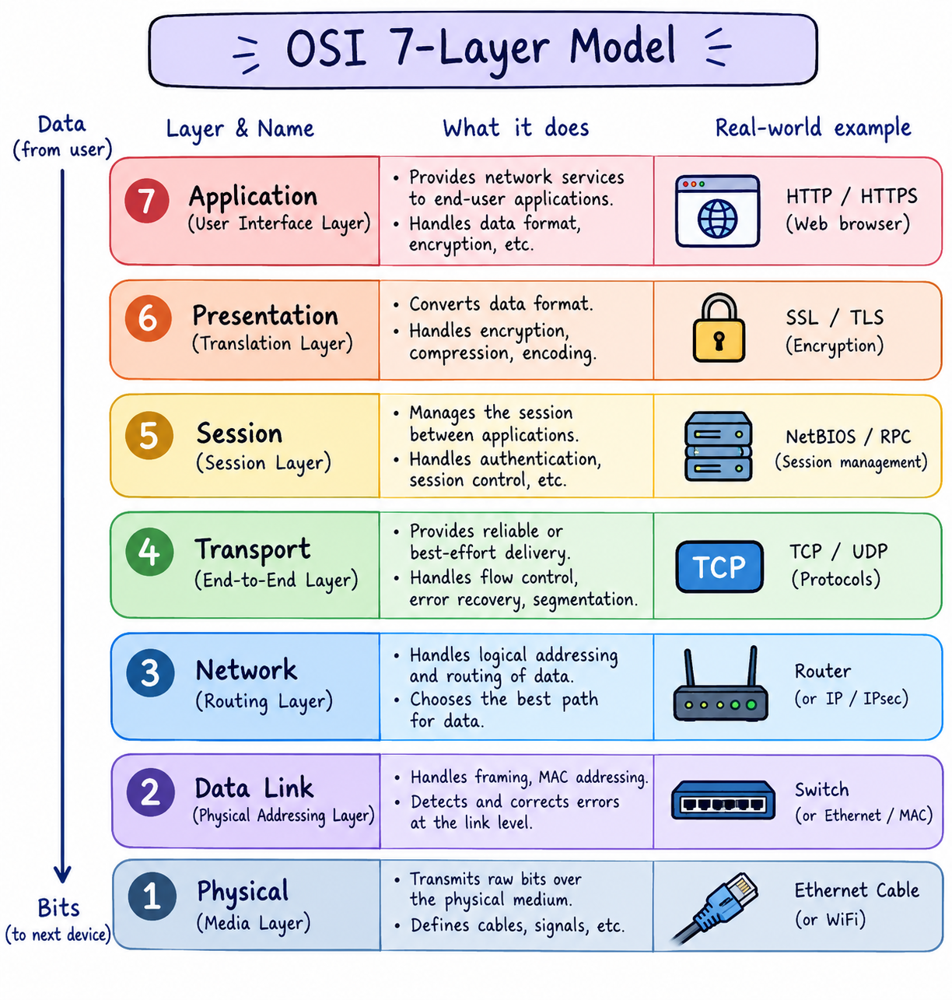 OSI 7-Layer Model
Data
(from user)
Layer & Name
What it does
Real-world example
7
Application
(User Interface Layer)
• Provides network services
to end-user applications.
• Handles data format,
encryption, etc.
HTTP / HTTPS
(Web browser)
6
Presentation
(Translation Layer)
• Converts data format.
• Handles encryption,
compression, encoding.
SSL / TLS
(Encryption)
5
Session
(Session Layer)
• Manages the session
between applications.
• Handles authentication,
session control, etc.
NetBIOS / RPC
(Session management)
4
Transport
(End-to-End Layer)
• Provides reliable or
best-effort delivery.
• Handles flow control,
error recovery, segmentation.
TCP
TCP / UDP
(Protocols)
3
Network
(Routing Layer)
• Handles logical addressing
and routing of data.
• Chooses the best path
for data.
Router
(or IP / IPsec)
2
Data Link
(Physical Addressing Layer)
• Handles framing, MAC addressing.
• Detects and corrects errors
at the link level.
Switch
(or Ethernet / MAC)
1
Physical
(Media Layer)
• Transmits raw bits over
the physical medium.
• Defines cables, signals, etc.
Ethernet Cable
(or WiFi)
Bits
(to next device)